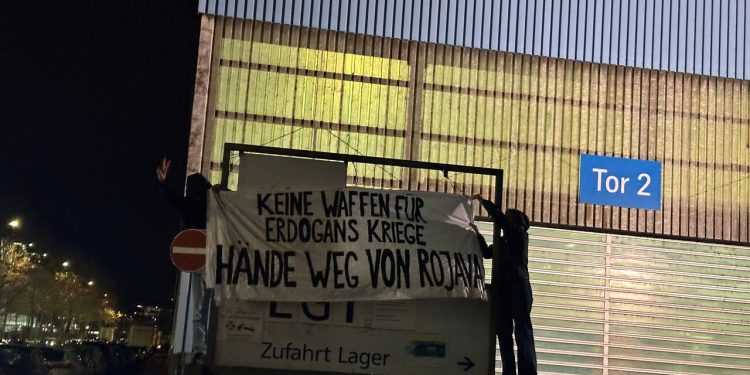 KEINE WAFFEN FÜR
ERDOGANS KRIEGE
HÄNDE WEG VON ROJAVA
Tor 2
Zufahrt Lager